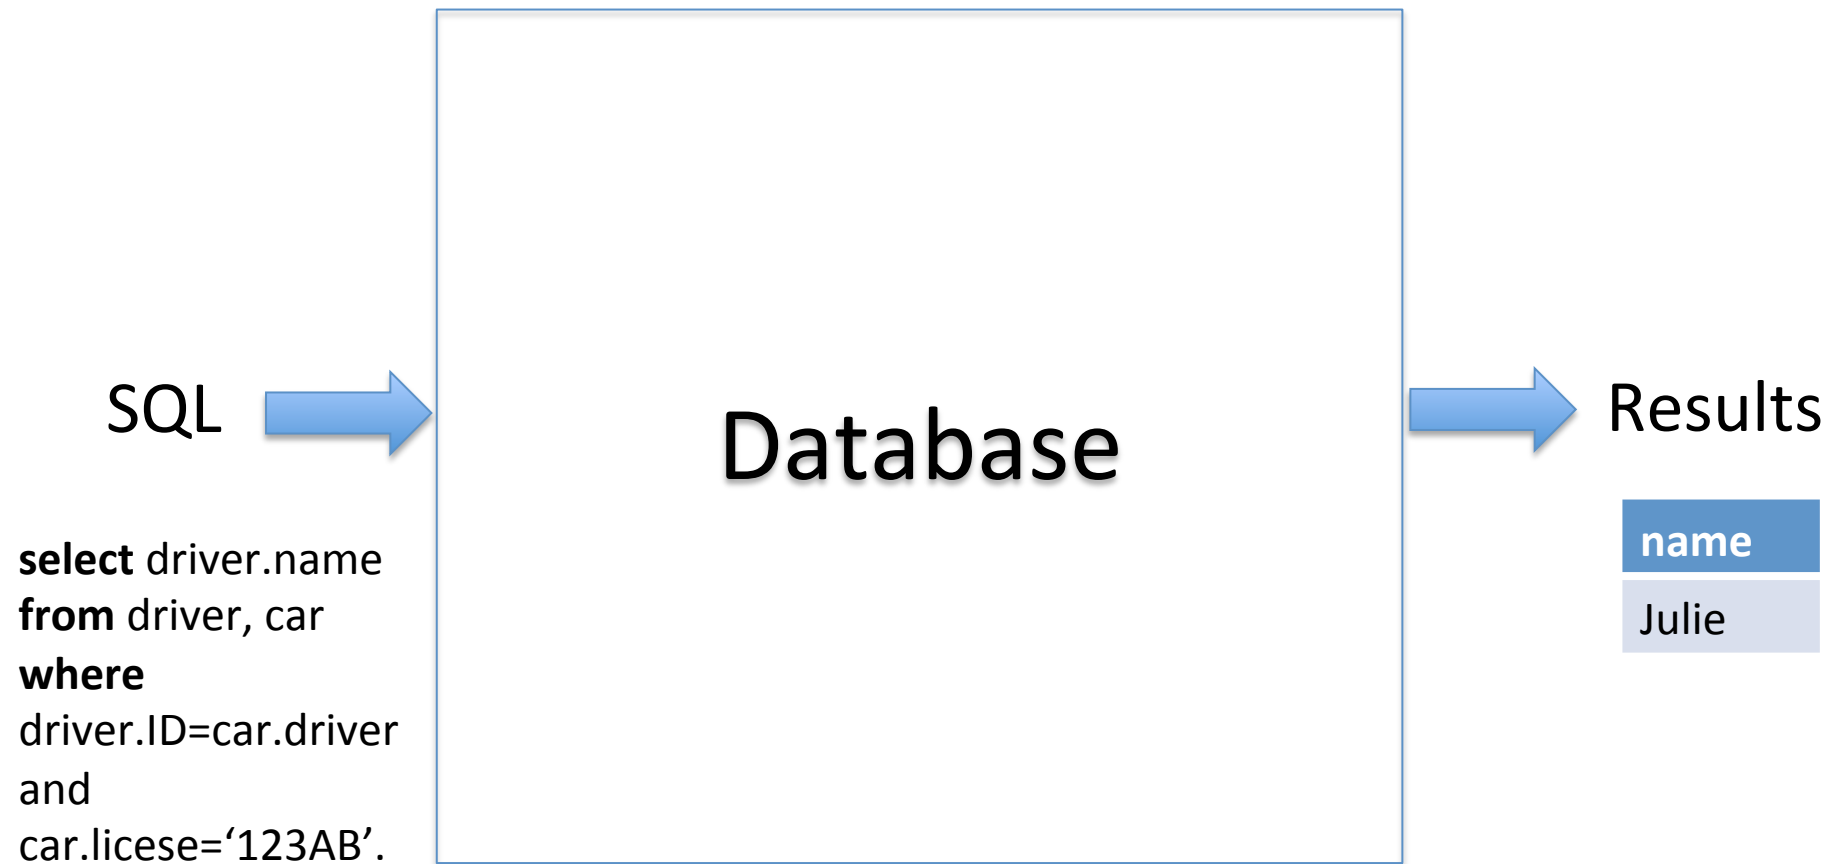 SQL
Database
Results
select driver.name
from driver, car
where
driver.ID=car.driver
and
car.licese=‘123AB’.
name
Julie